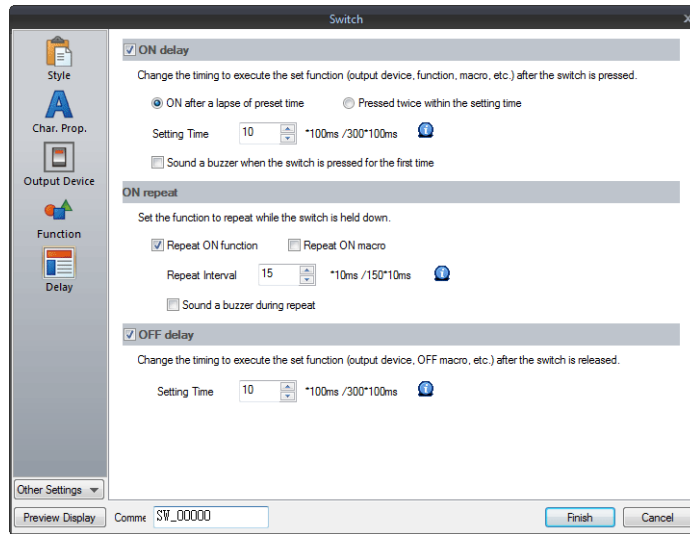 Switch
Style
Char. Prop.
Output Device
Function
Delay
Other Settings
Preview Display
ON delay
Change the timing to execute the set function (output device, function, macro, etc.) after the switch is pressed.
ON after a lapse of preset time Pressed twice within the setting time
Setting Time 10 *100ms /300*100ms
Sound a buzzer when the switch is pressed for the first time
ON repeat
Set the function to repeat while the switch is held down.
Repeat ON function Repeat ON macro
Repeat Interval 15 *10ms /150*10ms
Sound a buzzer during repeat
OFF delay
Change the timing to execute the set function (output device, OFF macro, etc.) after the switch is released.
Setting Time 10 *100ms /300*100ms
Comme SW_00000 Finish Cancel